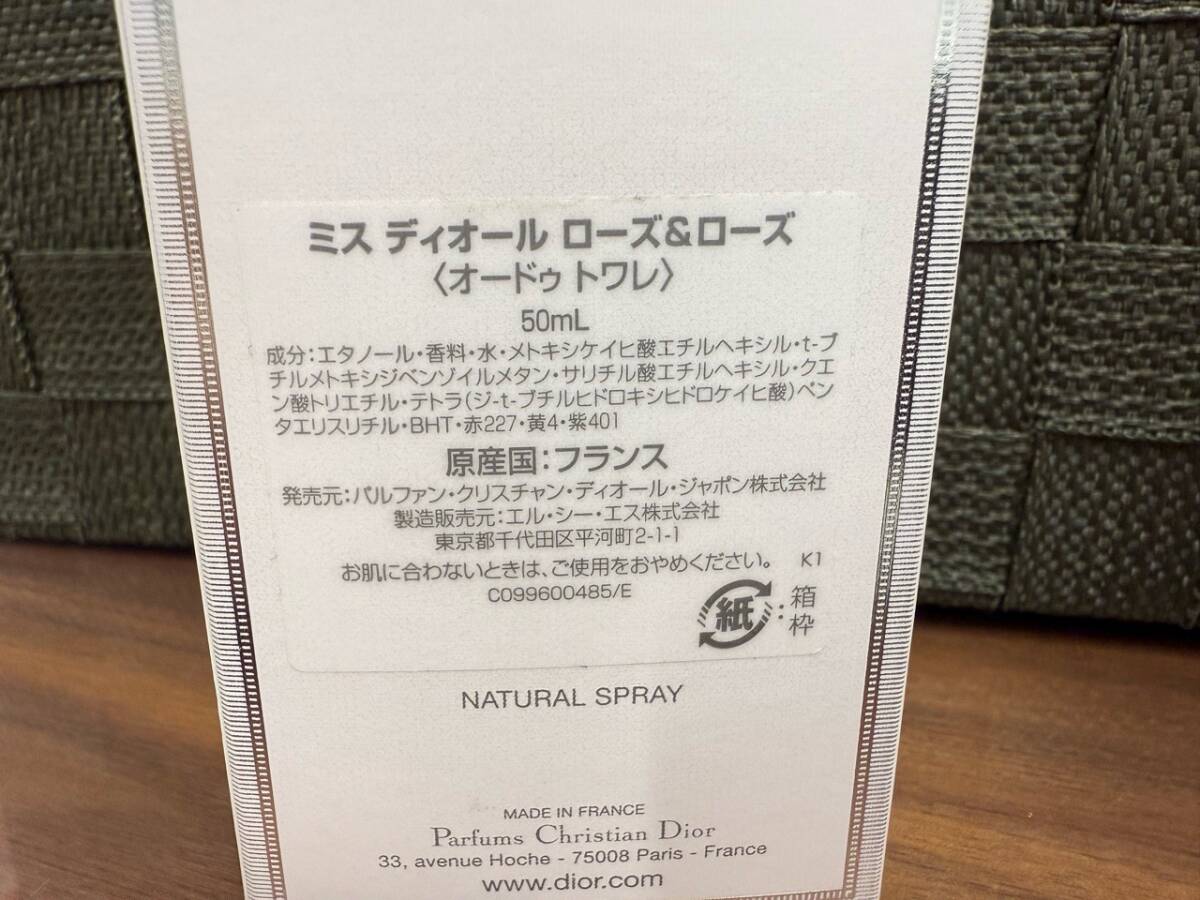 ミス ディオール ローズ&ローズ
〈オードゥ トワレ〉
50mL
成分:エタノール・香料・水・メトキシケイヒ酸エチルヘキシル・t-ブ
チルメトキシジベンゾイルメタン・サリチル酸エチルヘキシル・クエ
ン酸トリエチル・テトラ(ジ-t-ブチルヒドロキシヒドロケイヒ酸)ペン
タエリスリチル・BHT・赤227・黄4・紫401
原産国:フランス
発売元:パルファン・クリスチャン・ディオール・ジャポン株式会社
製造販売元:エル・シー・エス株式会社
東京都千代田区平河町2-1-1
お肌に合わないときは、ご使用をおやめください。 K1
C099600485/E
紙:箱
枠
NATURAL SPRAY
MADE IN FRANCE
Parfums Christian Dior
33, avenue Hoche - 75008 Paris - France
www.dior.com